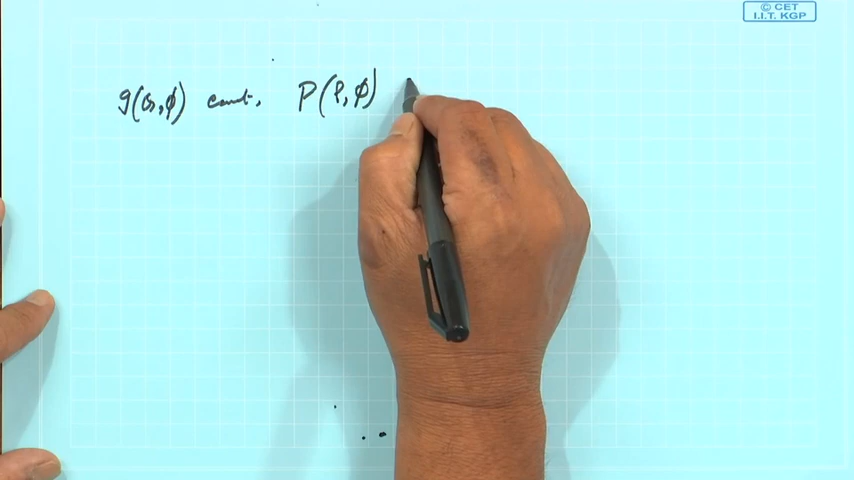 © CET
I.I.T. KGP
g(s,ϕ) cont. P(ρ,ϕ)